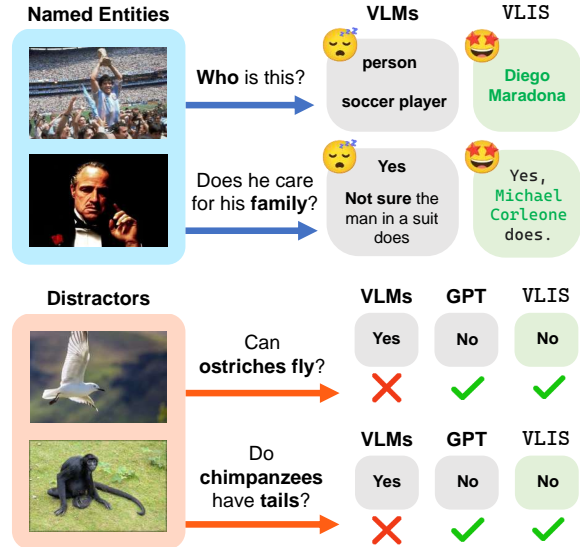 Named Entities
VLMs
VLIS
Who is this?
person
soccer player
Diego
Maradona
Does he care
for his family?
Yes
Not sure the
man in a suit
does
Yes,
Michael
Corleone
does.
Distractors
VLMs
GPT
VLIS
Can
ostriches fly?
Yes
No
No
VLMs
GPT
VLIS
Do
chimpanzees
have tails?
Yes
No
No